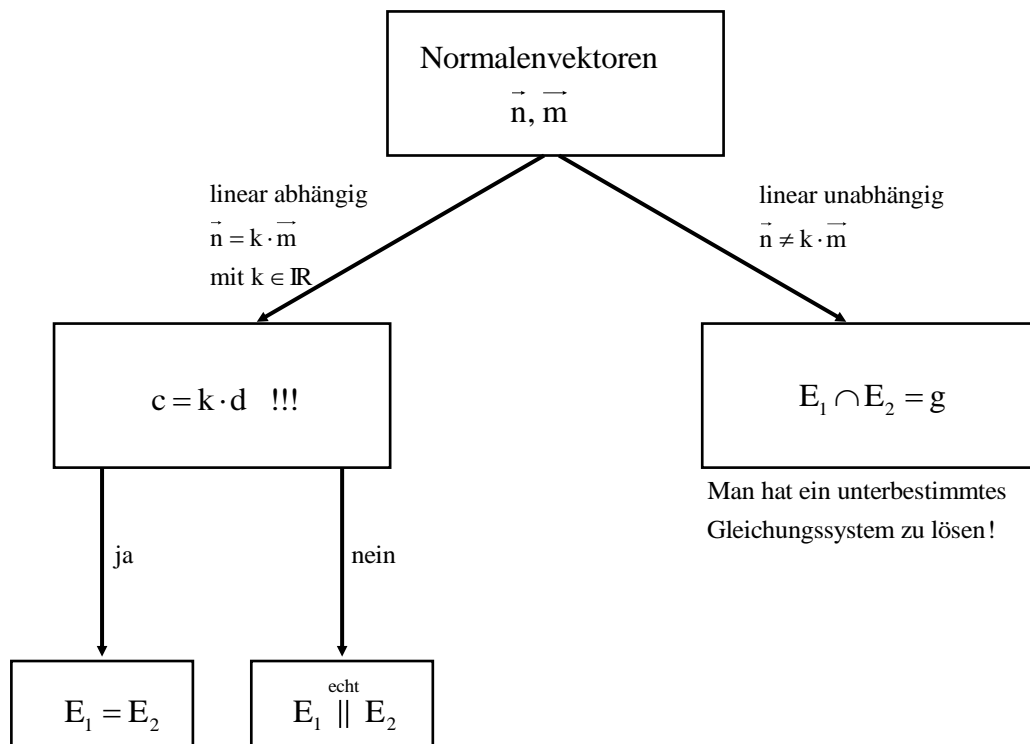 Normalenvektoren
n⃗, m⃗
linear abhängig
n⃗ = k · m⃗
mit k ∈ ℝ
linear unabhängig
n⃗ ≠ k · m⃗
c = k · d !!!
E₁ ∩ E₂ = g
Man hat ein unterbestimmtes
Gleichungssystem zu lösen!
ja
nein
E₁ = E₂
echt
E₁ || E₂